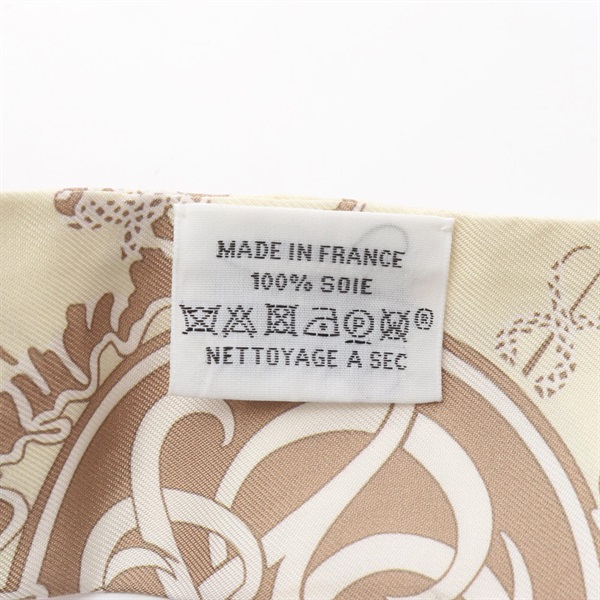 MADE IN FRANCE
100% SOIE
P W ®
NETTOYAGE A SEC